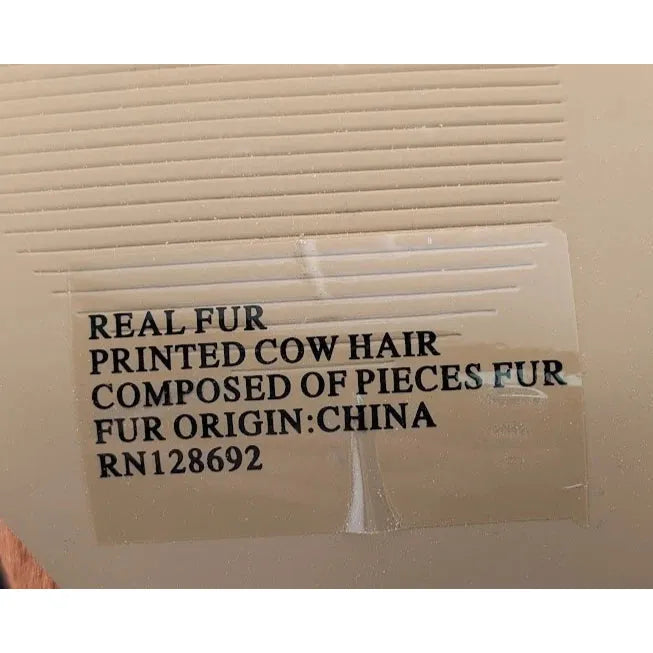 REAL FUR
PRINTED COW HAIR
COMPOSED OF PIECES FUR
FUR ORIGIN:CHINA
RN128692